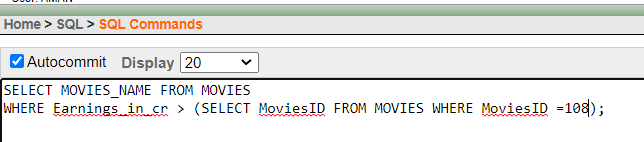 Home > SQL > SQL Commands
Autocommit Display 20
SELECT MOVIES_NAME FROM MOVIES
WHERE Earnings_in_cr > (SELECT MoviesID FROM MOVIES WHERE MoviesID =108);